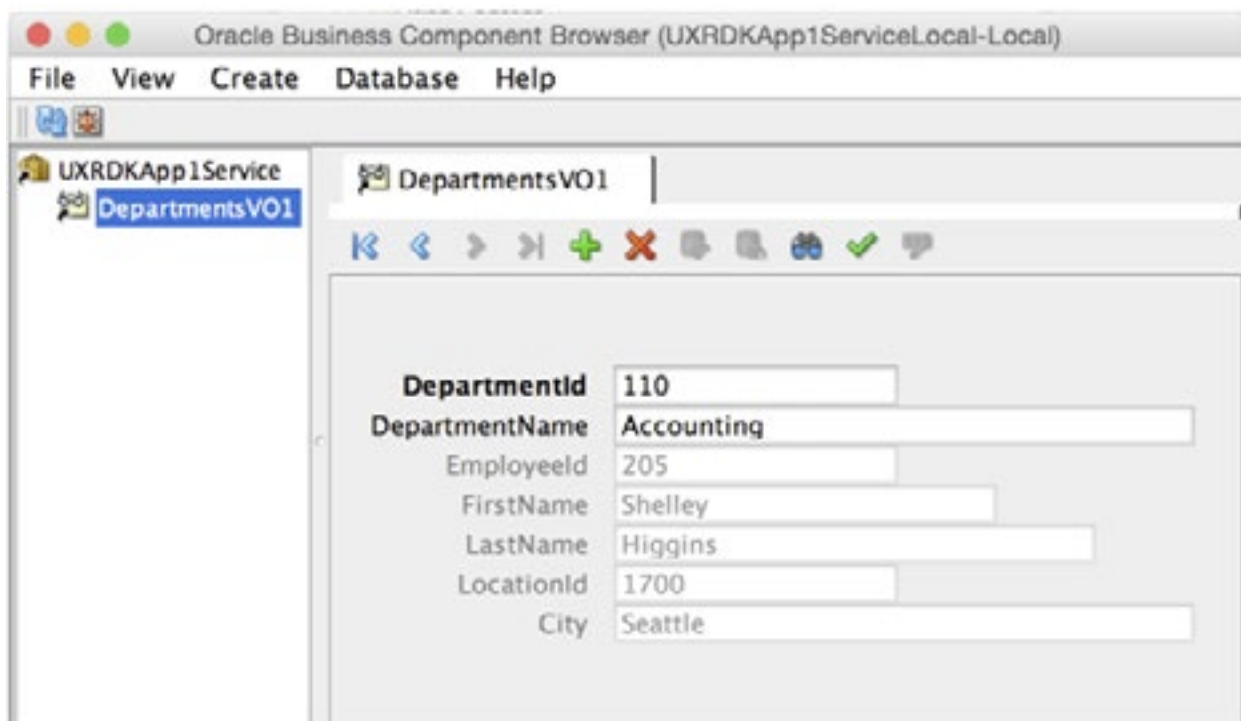 Oracle Business Component Browser (UXRDKApp1ServiceLocal-Local)
File View Create Database Help
UXRDKApp1Service
DepartmentsVO1
DepartmentsVO1
DepartmentId 110
DepartmentName Accounting
EmployeeId 205
FirstName Shelley
LastName Higgins
LocationId 1700
City Seattle